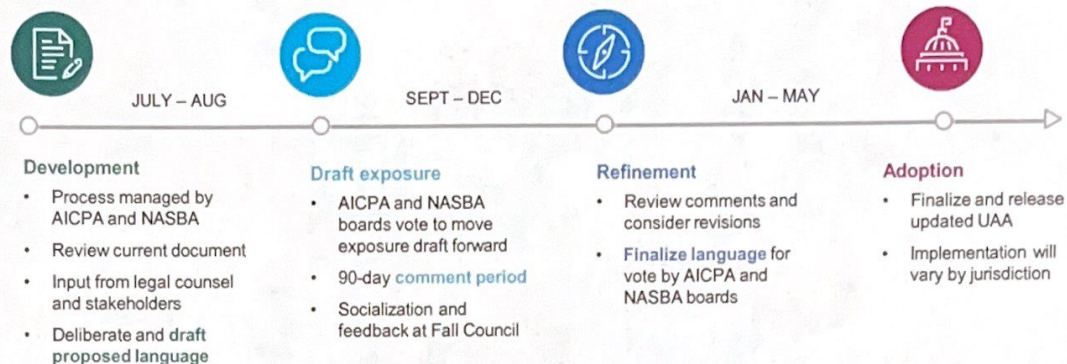 JULY – AUG
SEPT – DEC
JAN – MAY
Development
• Process managed by
AICPA and NASBA
• Review current document
• Input from legal counsel
and stakeholders
• Deliberate and draft
proposed language
Draft exposure
• AICPA and NASBA
boards vote to move
exposure draft forward
• 90-day comment period
• Socialization and
feedback at Fall Council
Refinement
• Review comments and
consider revisions
• Finalize language for
vote by AICPA and
NASBA boards
Adoption
• Finalize and release
updated UAA
• Implementation will
vary by jurisdiction